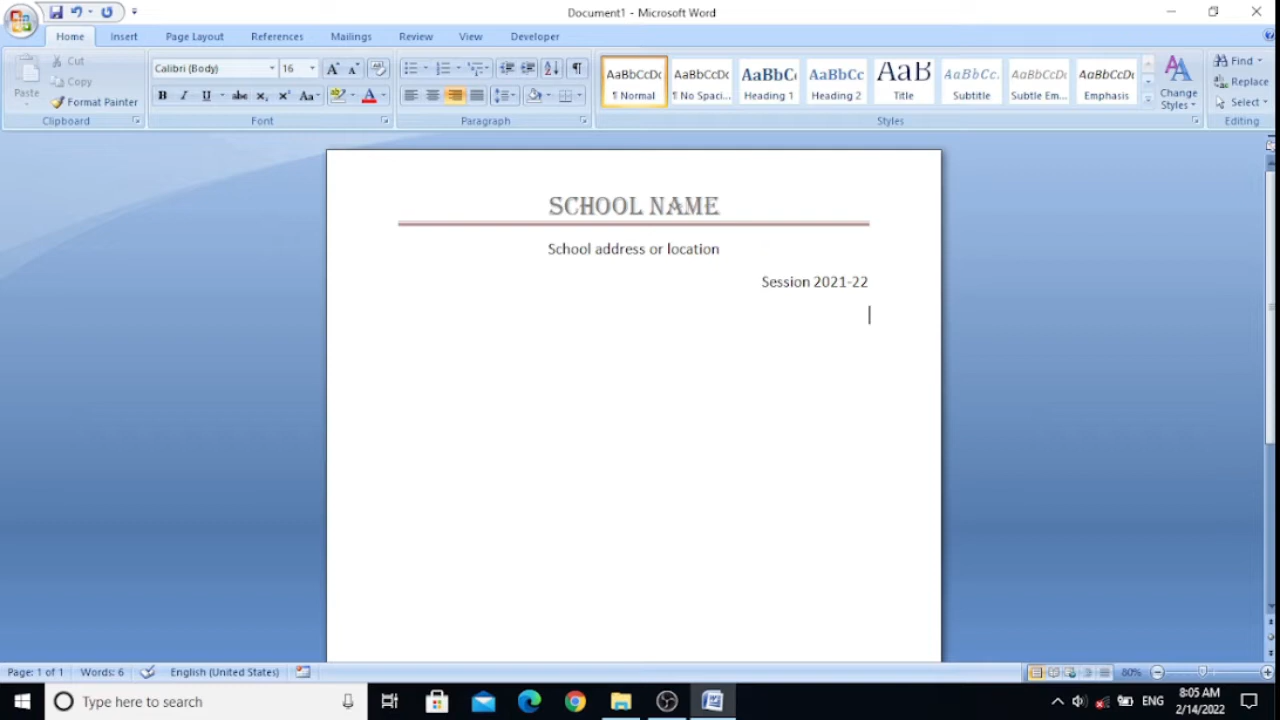 Document1 - Microsoft Word
Home Insert Page Layout References Mailings Review View Developer
Paste
Cut
Copy
Format Painter
Clipboard
Calibri (Body) 16
Font
Paragraph
AaBbCcDc AaBbCcDc AaBbC AaBbCc AaB AaBbCc. AaBbCcDc AaBbCcDc
¶ Normal ¶ No Spaci... Heading 1 Heading 2 Title Subtitle Subtle Em... Emphasis
Change Styles
Styles
Find
Replace
Select
Editing
SCHOOL NAME
School address or location
Session 2021-22
Page: 1 of 1 Words: 6 English (United States) 80%
Type here to search
ENG
8:05 AM
2/14/2022